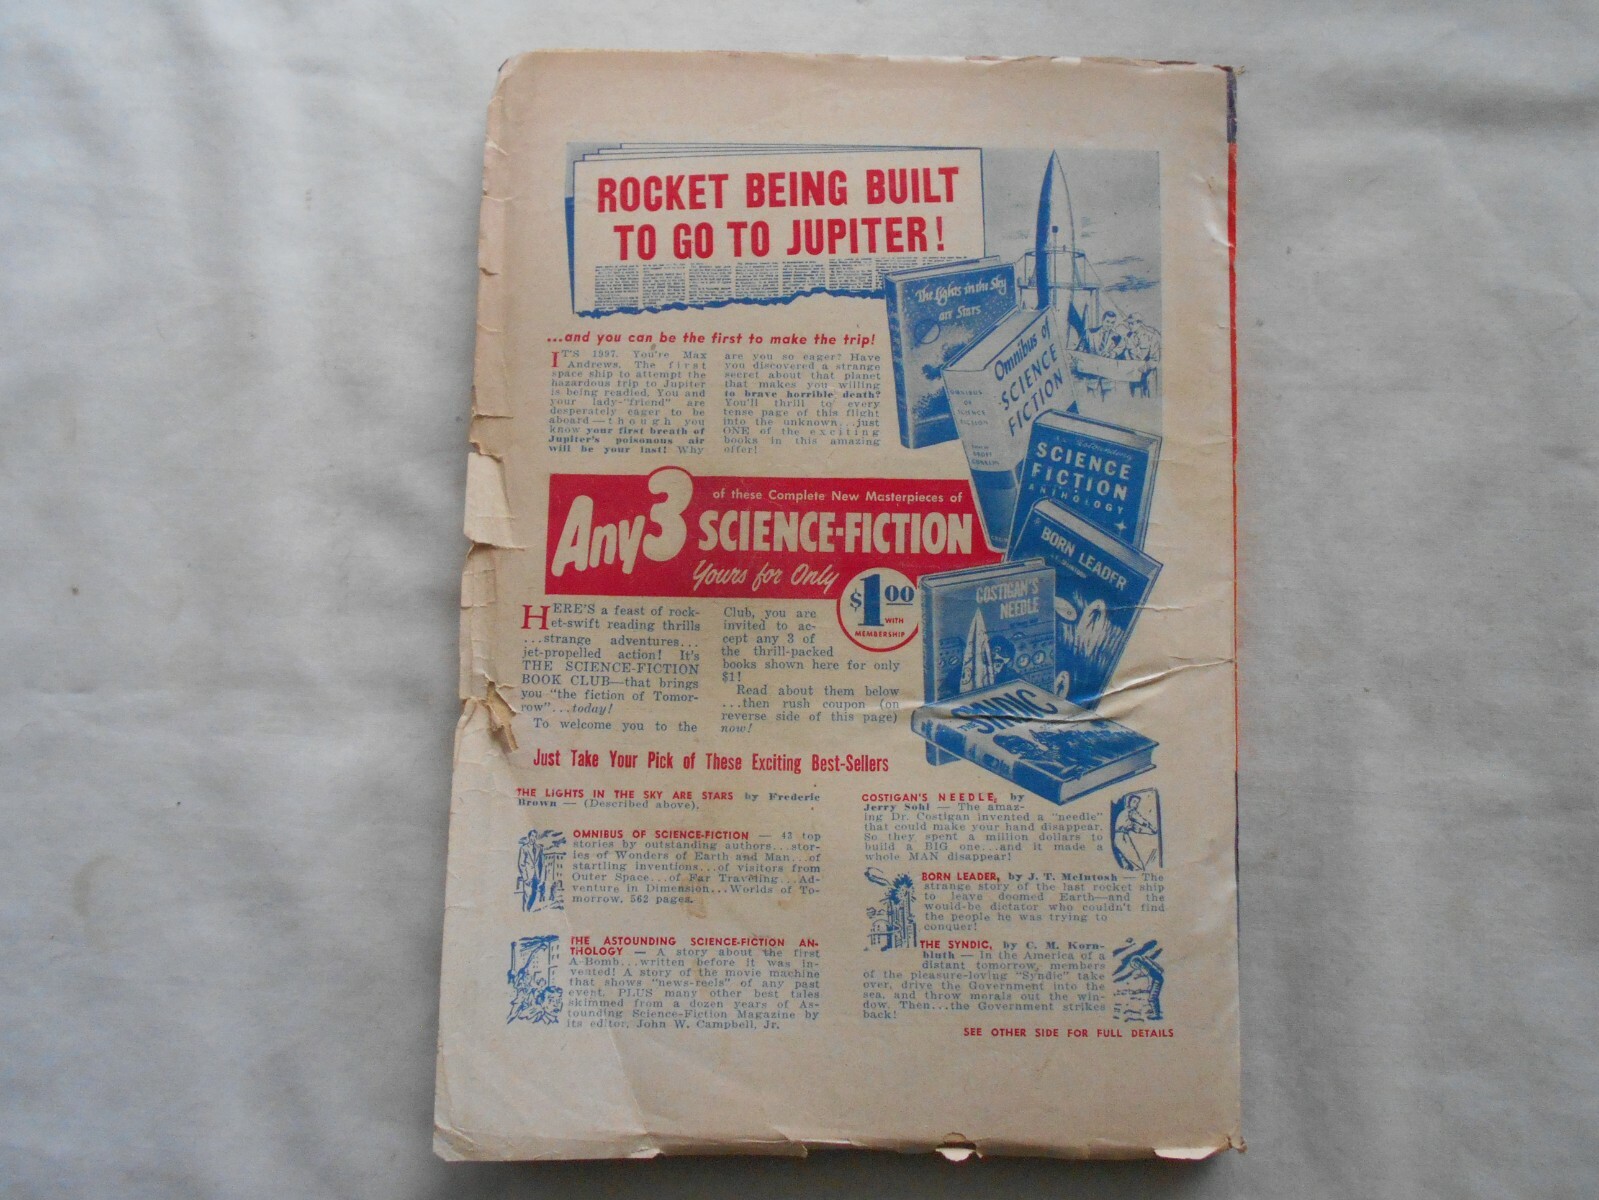 ROCKET BEING BUILT
TO GO TO JUPITER!
...and you can be the first to make the trip!
IT'S 1997. You're Max
Andrews. The first
space ship to attempt the
hazardous trip to Jupiter
is being readied. You and
your lady-"friend" are
desperately eager to be
aboard—though you
know your first breath of
Jupiter's poisonous air
will be your last! Why
are you so eager? Have
you discovered a strange
secret about that planet
that makes you willing
to brave horrible death?
You'll thrill to every
tense page of this flight
into the unknown...just
ONE of the exciting
books in this amazing
offer!
The Lights in the Sky
are Stars
Omnibus of
SCIENCE
FICTION
OMNIBUS
OF
SCIENCE
FICTION
GROFF
CONKLIN
Astounding
SCIENCE
FICTION
ANTHOLOGY
BORN LEADER
COSTIGAN'S
NEEDLE
THE
SYNDIC
Any 3
of these Complete New Masterpieces of
SCIENCE-FICTION
Yours for Only
$1.00
WITH
MEMBERSHIP
HERE'S a feast of rock-
et-swift reading thrills
...strange adventures...
jet-propelled action! It's
THE SCIENCE-FICTION
BOOK CLUB—that brings
you "the fiction of Tomor-
row"...today!
To welcome you to the
Club, you are
invited to ac-
cept any 3 of
the thrill-packed
books shown here for only
$1!
Read about them below
...then rush coupon (on
reverse side of this page)
now!
Just Take Your Pick of These Exciting Best-Sellers
THE LIGHTS IN THE SKY ARE STARS by Frederic
Brown — (Described above).
OMNIBUS OF SCIENCE-FICTION — 43 top
stories by outstanding authors...stor-
ies of Wonders of Earth and Man...of
startling inventions...of visitors from
Outer Space...of Far Traveling...Ad-
venture in Dimension...Worlds of To-
morrow. 562 pages.
THE ASTOUNDING SCIENCE-FICTION AN-
THOLOGY — A story about the first
A-Bomb...written before it was in-
vented! A story of the movie machine
that shows "news-reels" of any past
event. PLUS many other best tales
skimmed from a dozen years of As-
tounding Science-Fiction Magazine by
its editor, John W. Campbell, Jr.
COSTIGAN'S NEEDLE, by
Jerry Sohl — The amaz-
ing Dr. Costigan invented a "needle"
that could make your hand disappear.
So they spent a million dollars to
build a BIG one...and it made a
whole MAN disappear!
BORN LEADER, by J. T. McIntosh — The
strange story of the last rocket ship
to leave doomed Earth—and the
would-be dictator who couldn't find
the people he was trying to
conquer!
THE SYNDIC, by C. M. Korn-
bluth — In the America of a
distant tomorrow, members
of the pleasure-loving "Syndic" take
over, drive the Government into the
sea, and throw morals out the win-
dow. Then...the Government strikes
back!
SEE OTHER SIDE FOR FULL DETAILS